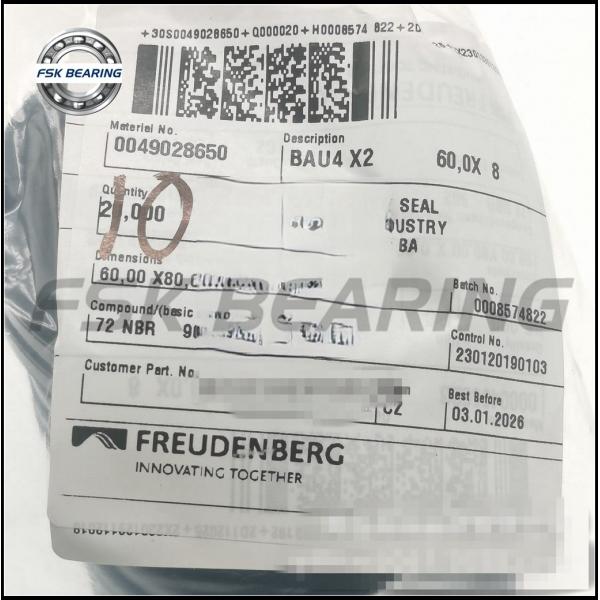 +30S0049028650+Q000020+H0008574 822+2D
FSK BEARING
Material No.
0049028650
Description
BAU4 X2
60,0X 8
Quantity
20,000
10
SEAL
DUSTRY
BA
Dimensions
60,00 X80,
Batch No.
0008574822
FSK BEARING
Compound/(basic
72 NBR 90
Control No.
230120190103
Customer Part. No.
CZ
Best Before
03.01.2026
FREUDENBERG
INNOVATING TOGETHER